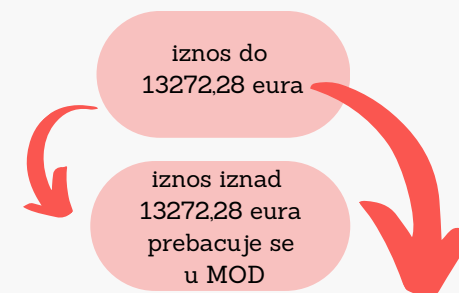 iznos do
13272,28 eura
iznos iznad
13272,28 eura
prebacuje se
u MOD